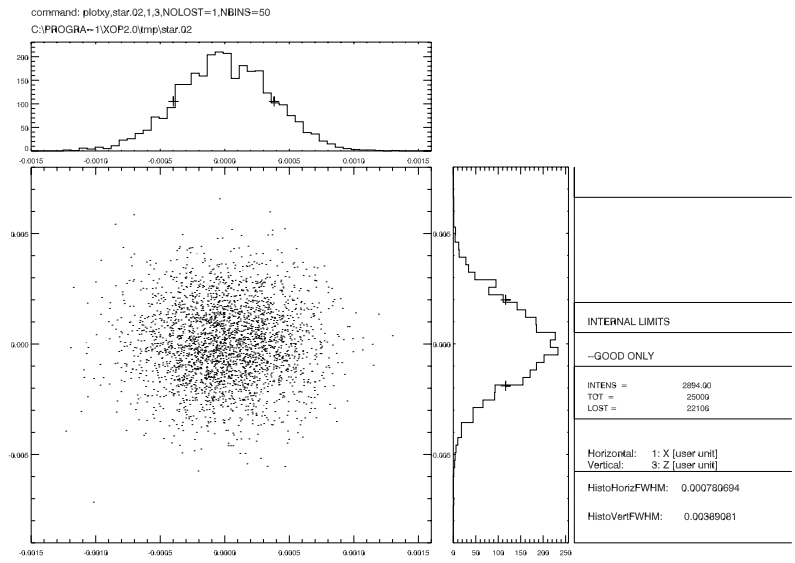 command: plotxy,star.02,1,3,NOLOST=1,NBINS=50
C:\PROGRA~1\XOP2.0\tmp\star.02
200
150
100
50
0
-0.0015 -0.0010 -0.0005 0.0000 0.0005 0.0010 0.0015
0.005 0.005
0.000 0.000
-0.005 -0.005
-0.0015 -0.0010 -0.0005 0.0000 0.0005 0.0010 0.0015
0 50 100 150 200 250
INTERNAL LIMITS
--GOOD ONLY
INTENS = 2894.00
TOT = 25000
LOST = 22106
Horizontal: 1: X [user unit]
Vertical: 3: Z [user unit]
HistoHorizFWHM: 0.000780694
HistoVertFWHM: 0.00389081